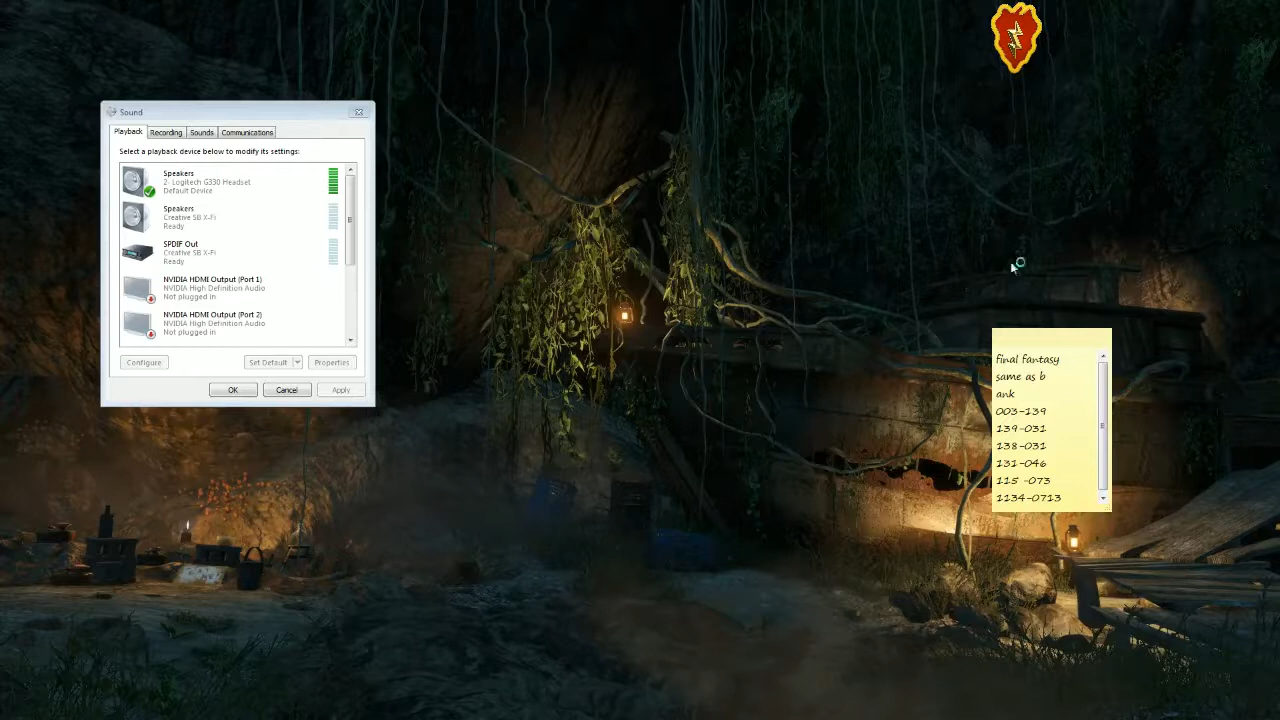 Sound
Playback
Recording
Sounds
Communications
Select a playback device below to modify its settings:
Speakers
2- Logitech G330 Headset
Default Device
Speakers
Creative SB X-Fi
Ready
SPDIF Out
Creative SB X-Fi
Ready
NVIDIA HDMI Output (Port 1)
NVIDIA High Definition Audio
Not plugged in
NVIDIA HDMI Output (Port 2)
NVIDIA High Definition Audio
Not plugged in
Configure
Set Default
Properties
OK
Cancel
Apply
final fantasy
same as b
ank
003-139
139-031
138-031
131-046
115 -073
1134-0713